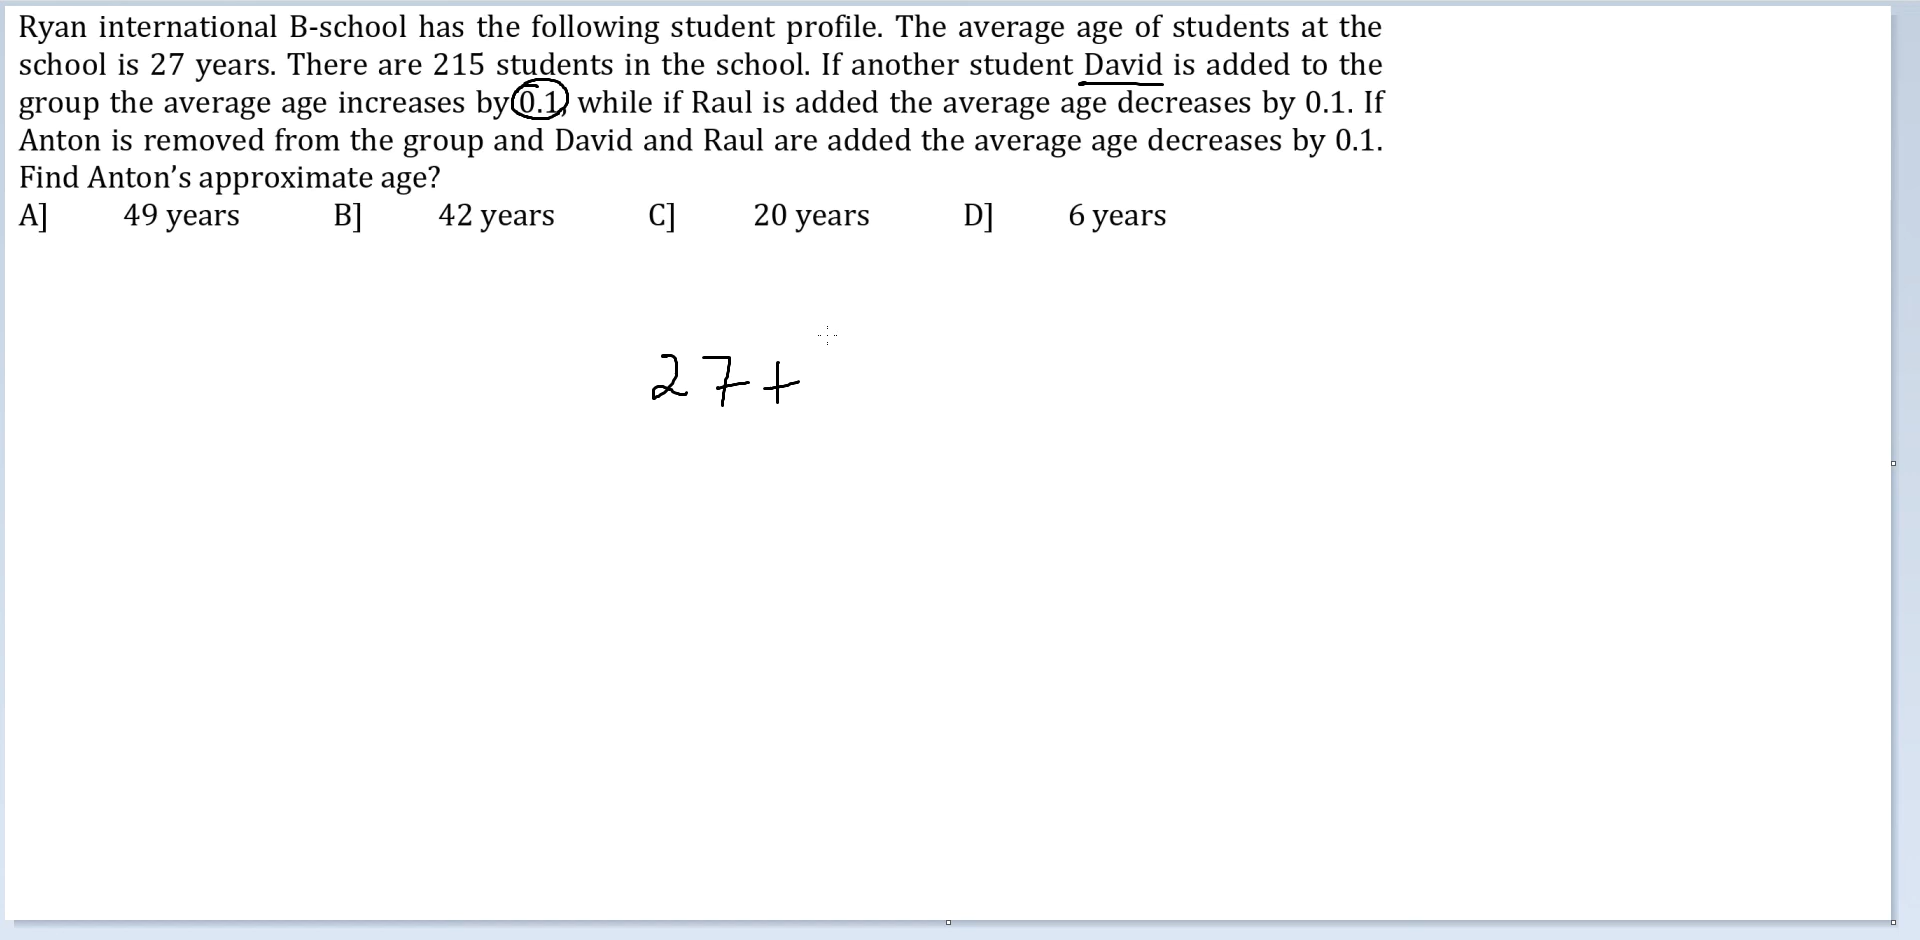 Ryan international B-school has the following student profile. The average age of students at the
school is 27 years. There are 215 students in the school. If another student David is added to the
group the average age increases by 0.1, while if Raul is added the average age decreases by 0.1. If
Anton is removed from the group and David and Raul are added the average age decreases by 0.1.
Find Anton’s approximate age?
A] 49 years B] 42 years C] 20 years D] 6 years
27+